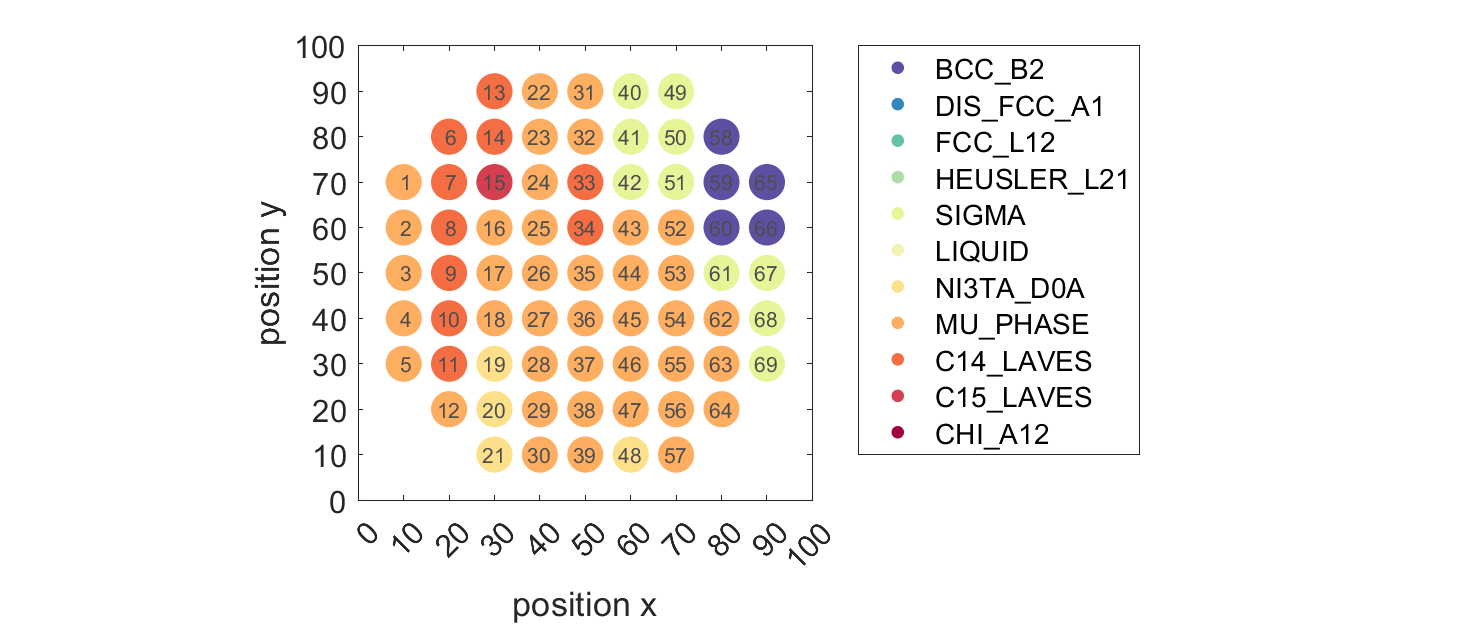 100
90
80
70
60
50
40
30
20
10
0
position y
13 22 31 40 49
6 14 23 32 41 50 58
1 7 15 24 33 42 51 59 65
2 8 16 25 34 43 52 60 66
3 9 17 26 35 44 53 61 67
4 10 18 27 36 45 54 62 68
5 11 19 28 37 46 55 63 69
12 20 29 38 47 56 64
21 30 39 48 57
0 10 20 30 40 50 60 70 80 90 100
position x
BCC_B2
DIS_FCC_A1
FCC_L12
HEUSLER_L21
SIGMA
LIQUID
NI3TA_D0A
MU_PHASE
C14_LAVES
C15_LAVES
CHI_A12